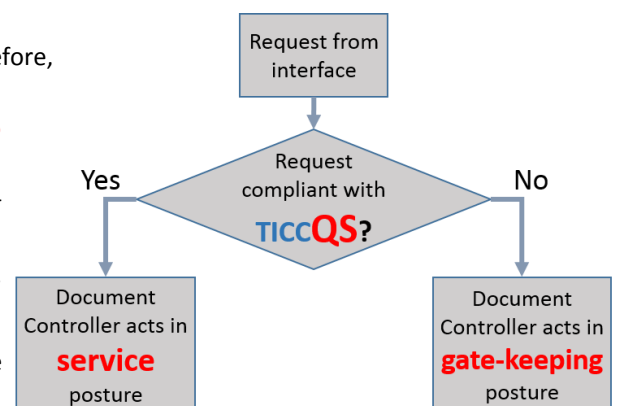 efore,
Request from
interface
Request
compliant with
TICCQS?
Yes
No
Document
Controller acts in
service
posture
Document
Controller acts in
gate-keeping
posture